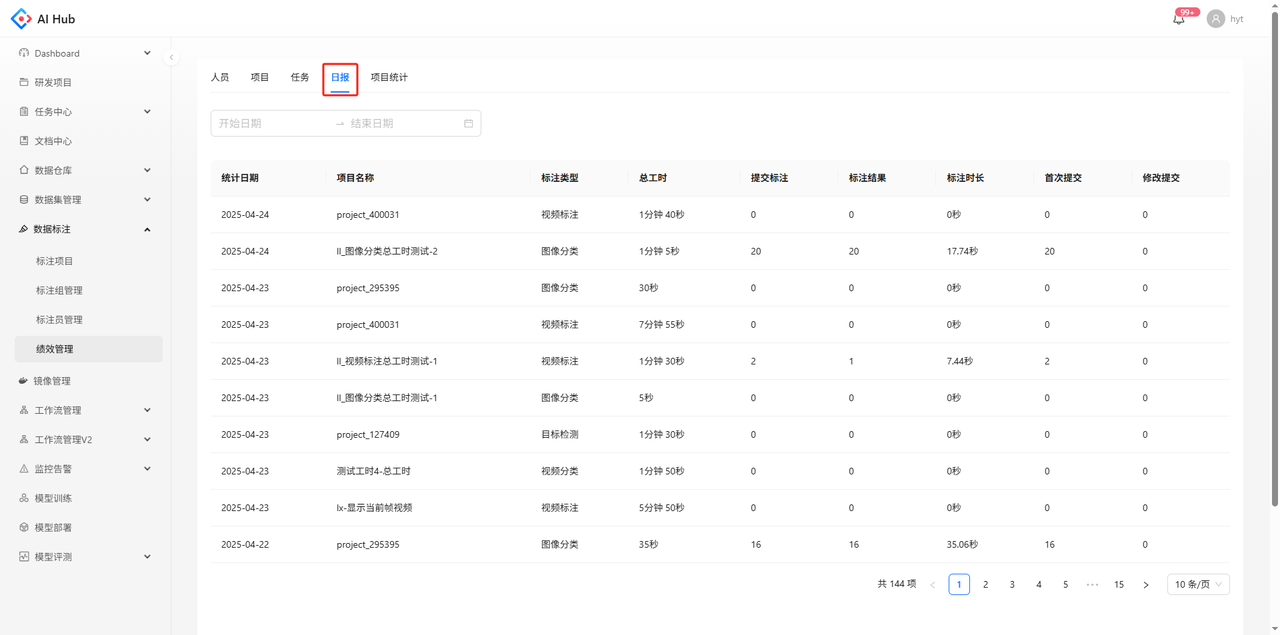 AI Hub
99+
hyt
Dashboard
研发项目
任务中心
文档中心
数据仓库
数据集管理
数据标注
标注项目
标注组管理
标注员管理
绩效管理
镜像管理
工作流管理
工作流管理V2
监控告警
模型训练
模型部署
模型评测
人员 项目 任务 日报 项目统计
开始日期 → 结束日期
统计日期 项目名称 标注类型 总工时 提交标注 标注结果 标注时长 首次提交 修改提交
2025-04-24 project_400031 视频标注 1分钟 40秒 0 0 0秒 0 0
2025-04-24 ll_图像分类总工时测试-2 图像分类 1分钟 5秒 20 20 17.74秒 20 0
2025-04-23 project_295395 图像分类 30秒 0 0 0秒 0 0
2025-04-23 project_400031 视频标注 7分钟 55秒 0 0 0秒 0 0
2025-04-23 ll_视频标注总工时测试-1 视频标注 1分钟 30秒 2 1 7.44秒 2 0
2025-04-23 ll_图像分类总工时测试-1 图像分类 5秒 0 0 0秒 0 0
2025-04-23 project_127409 目标检测 1分钟 30秒 0 0 0秒 0 0
2025-04-23 测试工时4-总工时 视频分类 1分钟 50秒 0 0 0秒 0 0
2025-04-23 lx-显示当前帧视频 视频标注 5分钟 50秒 0 0 0秒 0 0
2025-04-22 project_295395 图像分类 35秒 16 16 35.06秒 16 0
共 144 项 < 1 2 3 4 5 ··· 15 > 10 条/页